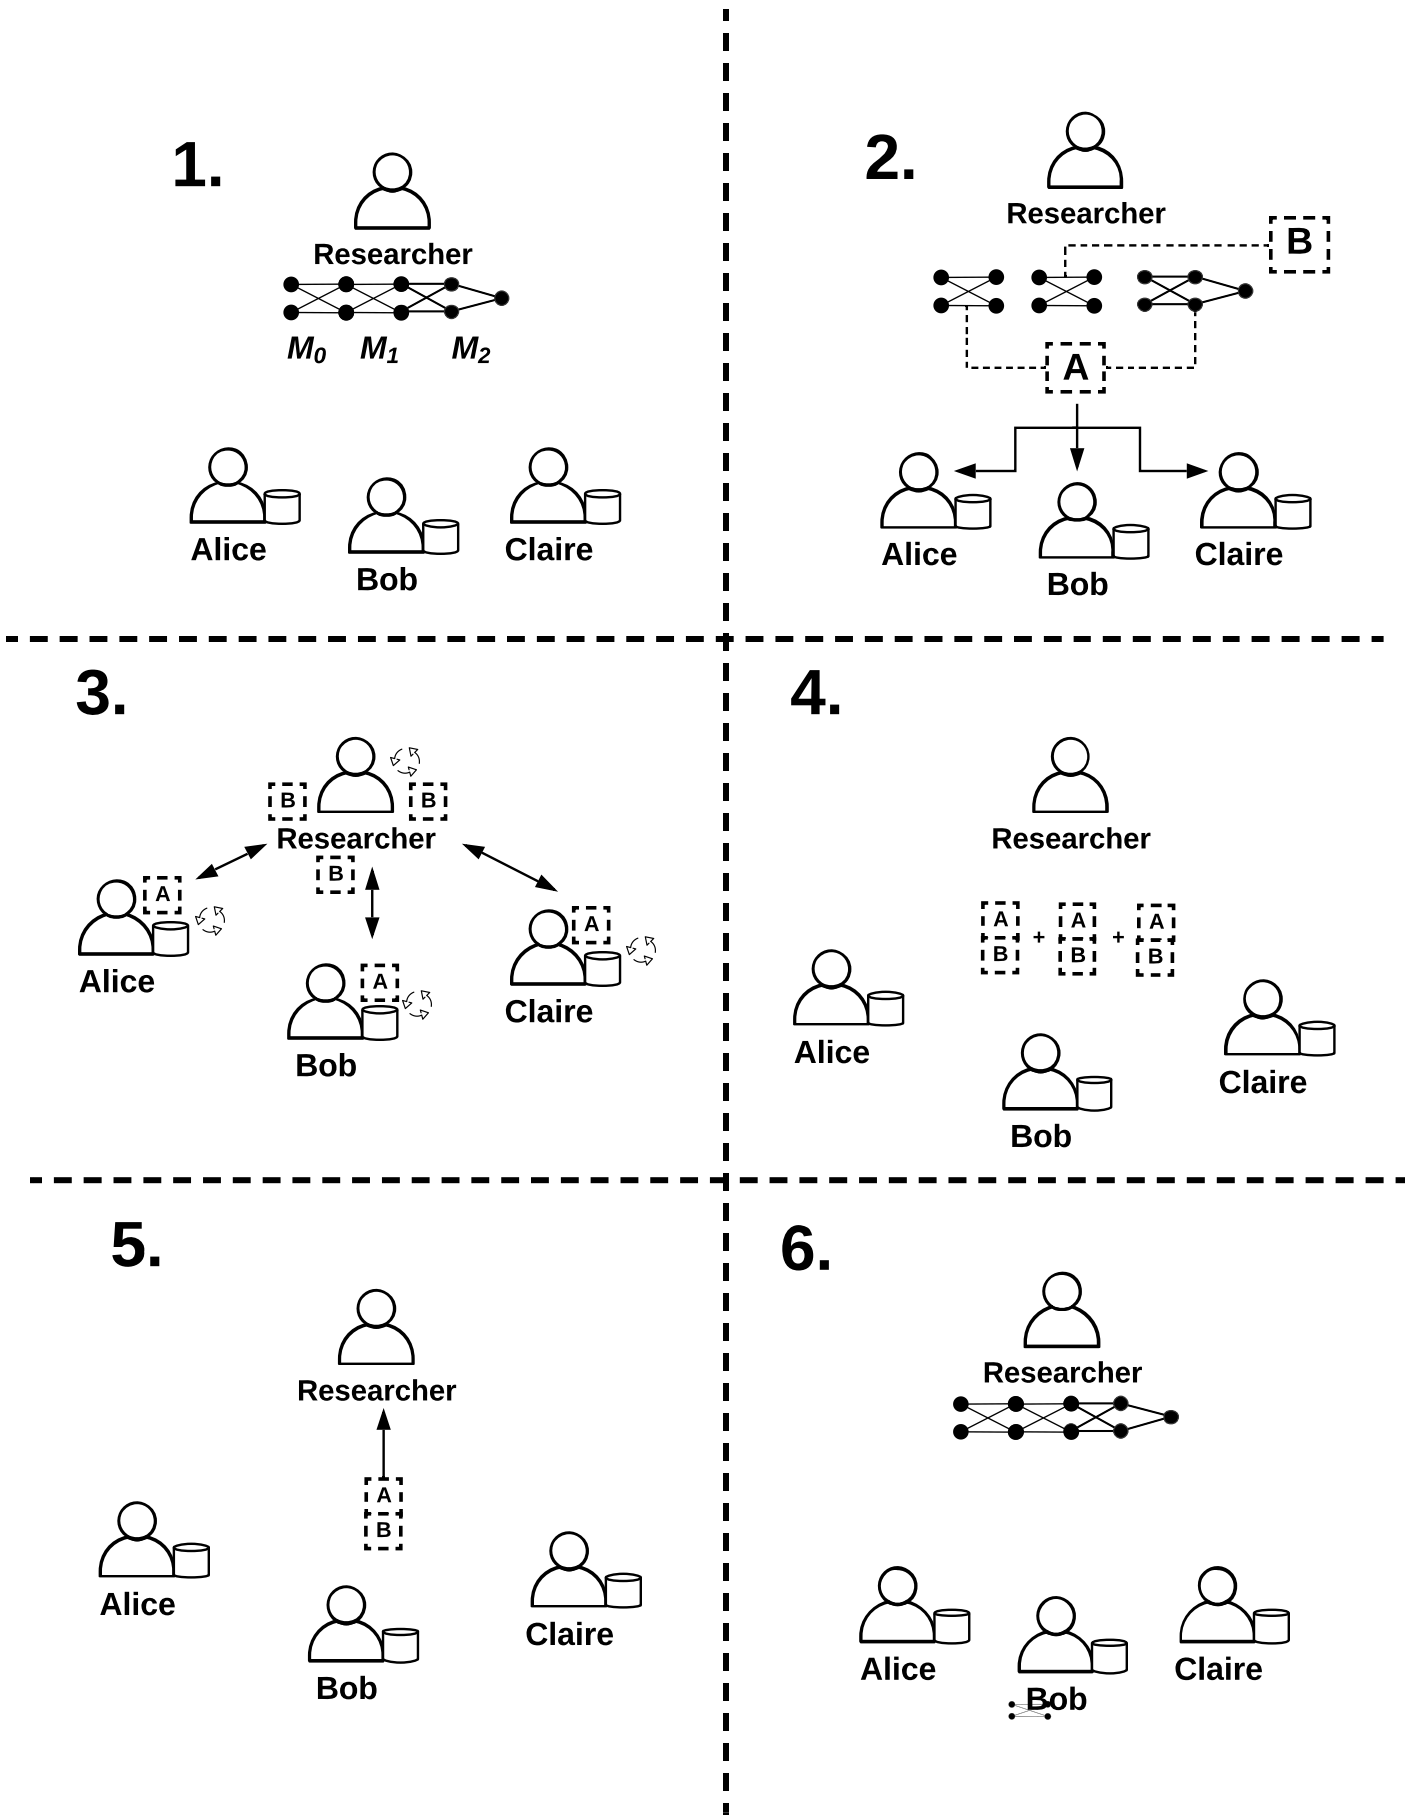 1.
Researcher
M0 M1 M2
Alice
Bob
Claire
2.
Researcher
B
A
Alice
Bob
Claire
3.
B
B
Researcher
B
A
Alice
A
Bob
A
Claire
4.
Researcher
A + A + A
B B B
Alice
Bob
Claire
5.
Researcher
A
B
Alice
Bob
Claire
6.
Researcher
Alice
Bob
Claire